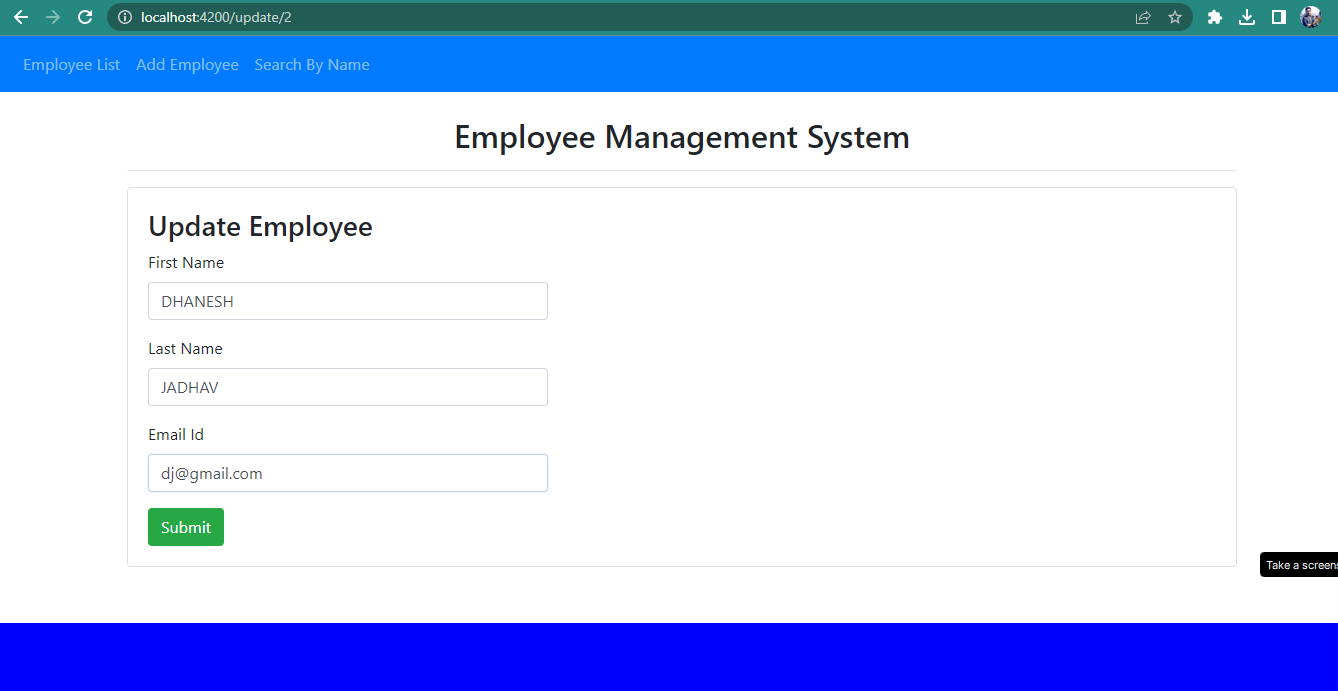 localhost:4200/update/2
Employee List Add Employee Search By Name
Employee Management System
Update Employee
First Name
DHANESH
Last Name
JADHAV
Email Id
dj@gmail.com
Submit
Take a screens